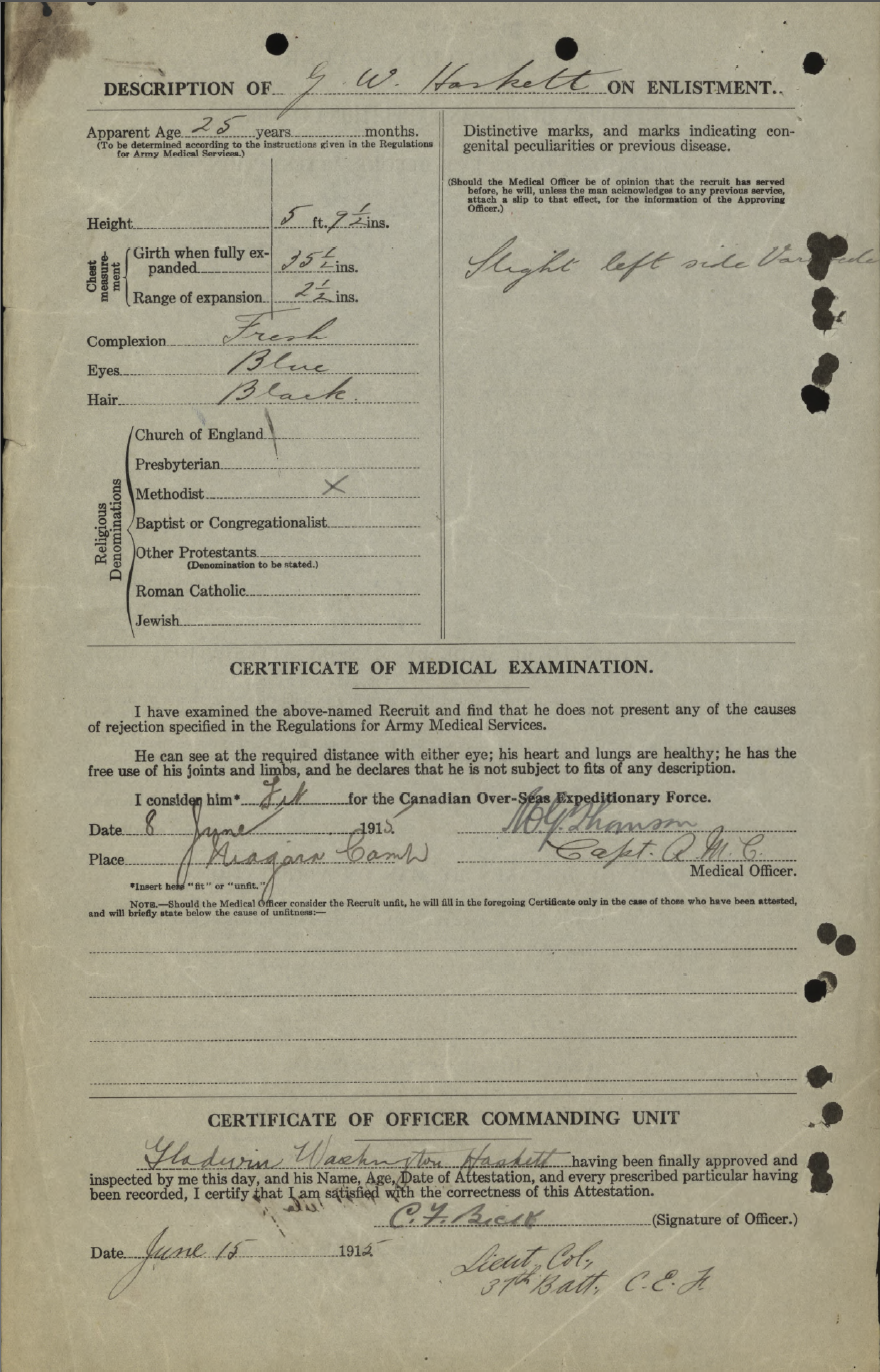 DESCRIPTION OF G W. Haskett ON ENLISTMENT.
Apparent Age 25 years months.
(To be determined according to the instructions given in the Regulations
for Army Medical Services.)
Height 5 ft. 9 ½ ins.
Chest measure-ment
Girth when fully ex-
panded 35 ½ ins.
Range of expansion 2 ½ ins.
Complexion Fresh
Eyes Blue
Hair Black.
Religious Denominations
Church of England
Presbyterian
Methodist X
Baptist or Congregationalist
Other Protestants
(Denomination to be stated.)
Roman Catholic
Jewish
Distinctive marks, and marks indicating con-
genital peculiarities or previous disease.
(Should the Medical Officer be of opinion that the recruit has served
before, he will, unless the man acknowledges to any previous service,
attach a slip to that effect, for the information of the Approving
Officer.)
Slight left side
CERTIFICATE OF MEDICAL EXAMINATION.
I have examined the above-named Recruit and find that he does not present any of the causes
of rejection specified in the Regulations for Army Medical Services.
He can see at the required distance with either eye; his heart and lungs are healthy; he has the
free use of his joints and limbs, and he declares that he is not subject to fits of any description.
I consider him* Fit for the Canadian Over-Seas Expeditionary Force.
Date 8 June 1915
Place Niagara Camp
Thomson
Capt. A. M. C.
Medical Officer.
*Insert here "fit" or "unfit."
NOTE.—Should the Medical Officer consider the Recruit unfit, he will fill in the foregoing Certificate only in the case of those who have been attested,
and will briefly state below the cause of unfitness:—
CERTIFICATE OF OFFICER COMMANDING UNIT
Gladwin Washington Haskett having been finally approved and
inspected by me this day, and his Name, Age, Date of Attestation, and every prescribed particular having
been recorded, I certify that I am satisfied with the correctness of this Attestation.
C. F. Bick (Signature of Officer.)
Date June 15 1915
Lieut. Col.,
37th Batt, C. E. F